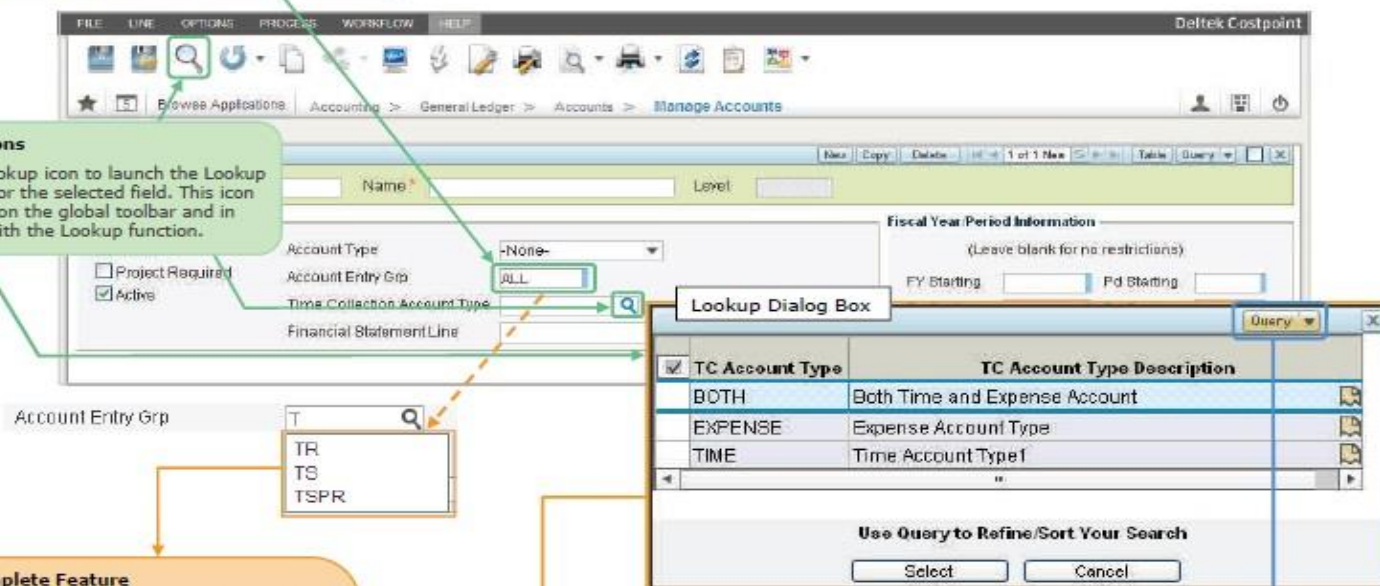 FILE LINE OPTIONS PROCESS WORKFLOW HELP Deltek Costpoint
Browse Applications Accounting > General Ledger > Accounts > Manage Accounts
ons
okup icon to launch the Lookup
or the selected field. This icon
on the global toolbar and in
ith the Lookup function.
New Copy Delete 1 of 1 New Table Query
Name * Level
Fiscal Year/Period Information
(Leave blank for no restrictions)
Account Type -None-
Project Required Account Entry Grp ALL FY Starting Pd Starting
Active Time Collection Account Type
Financial Statement Line
Lookup Dialog Box
Query
TC Account Type TC Account Type Description
BOTH Both Time and Expense Account
EXPENSE Expense Account Type
TIME Time Account Type1
Account Entry Grp T
TR
TS
TSPR
Use Query to Refine/Sort Your Search
Select Cancel
plete Feature